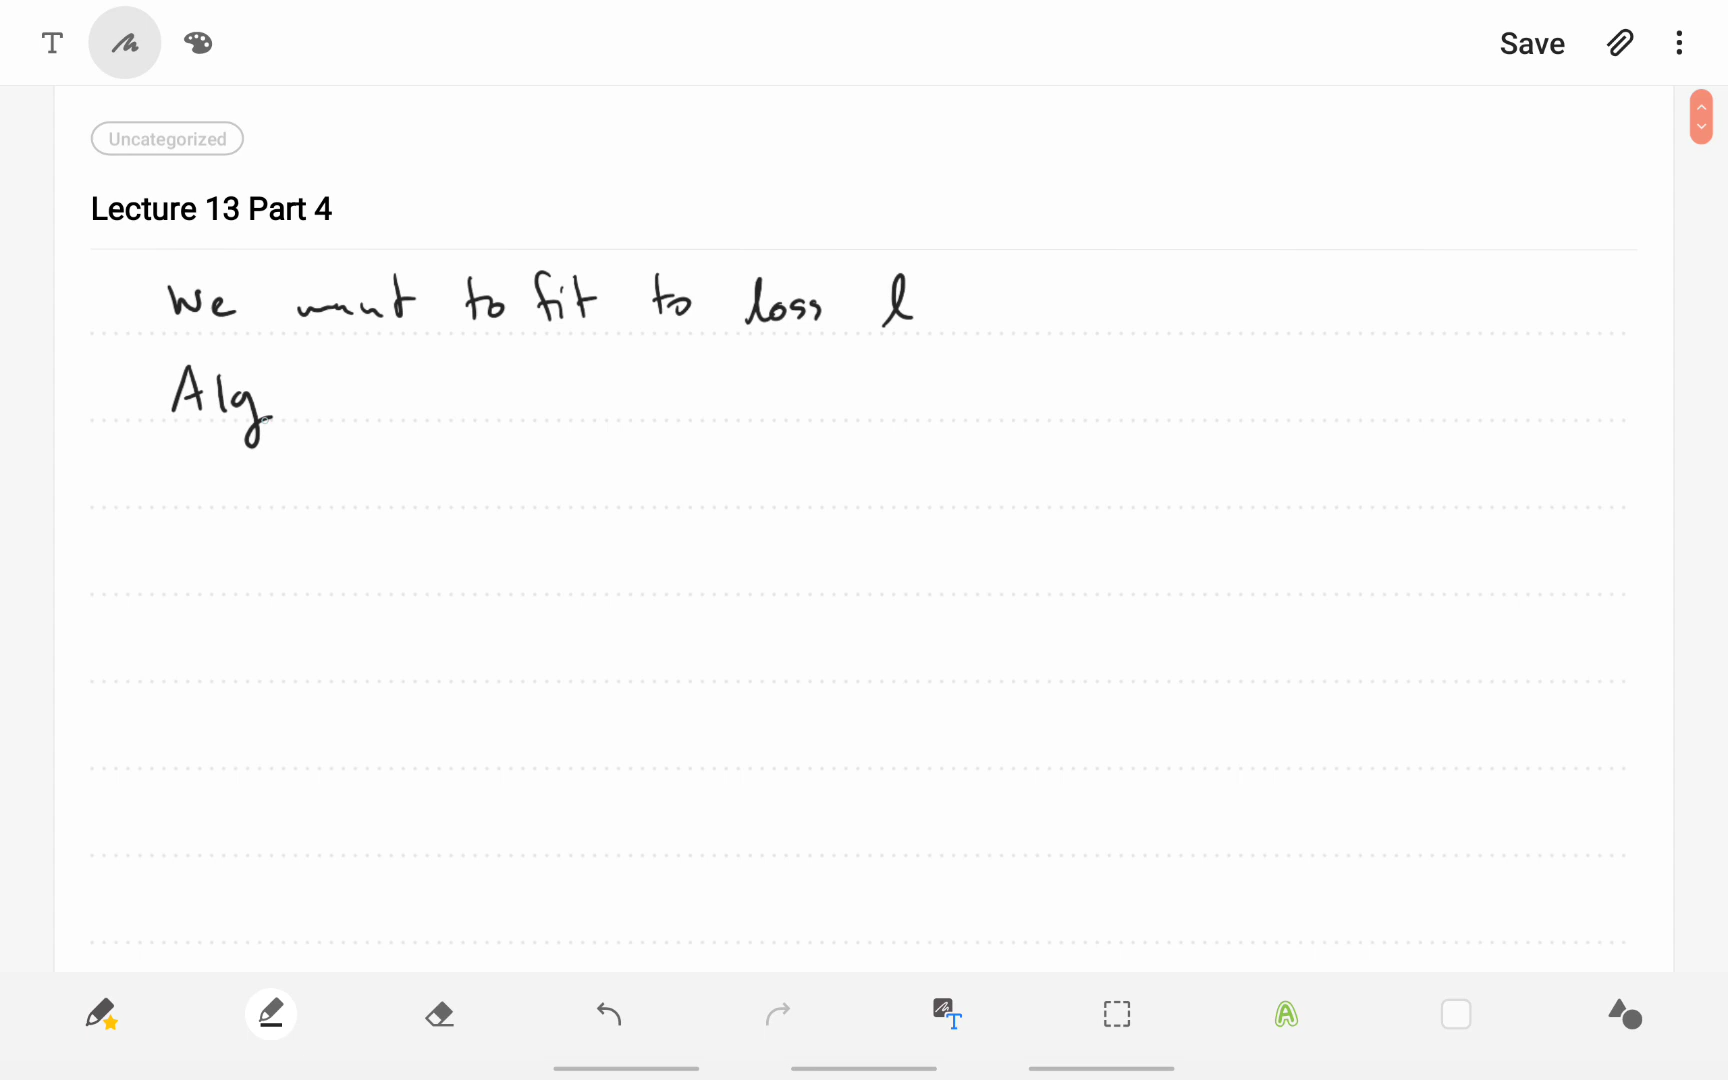 Save
Uncategorized
Lecture 13 Part 4
We want to fit to loss l
Alg